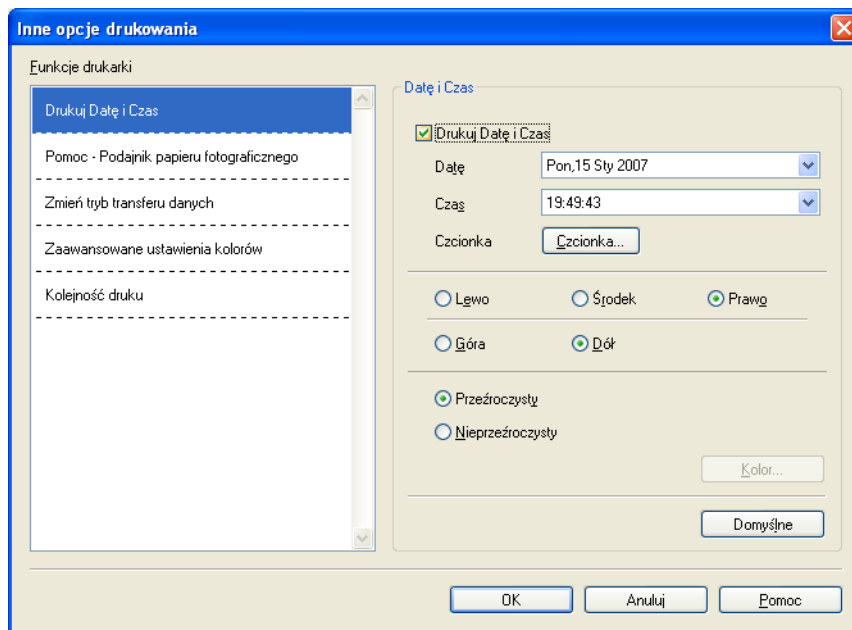 Inne opcje drukowania
Funkcje drukarki
Drukuj Datę i Czas
Pomoc - Podajnik papieru fotograficznego
Zmień tryb transferu danych
Zaawansowane ustawienia kolorów
Kolejność druku
Datę i Czas
Drukuj Datę i Czas
Datę Pon,15 Sty 2007
Czas 19:49:43
Czcionka Czcionka...
Lewo Środek Prawo
Góra Dół
Przeźroczysty
Nieprzeźroczysty
Kolor...
Domyślne
OK Anuluj Pomoc